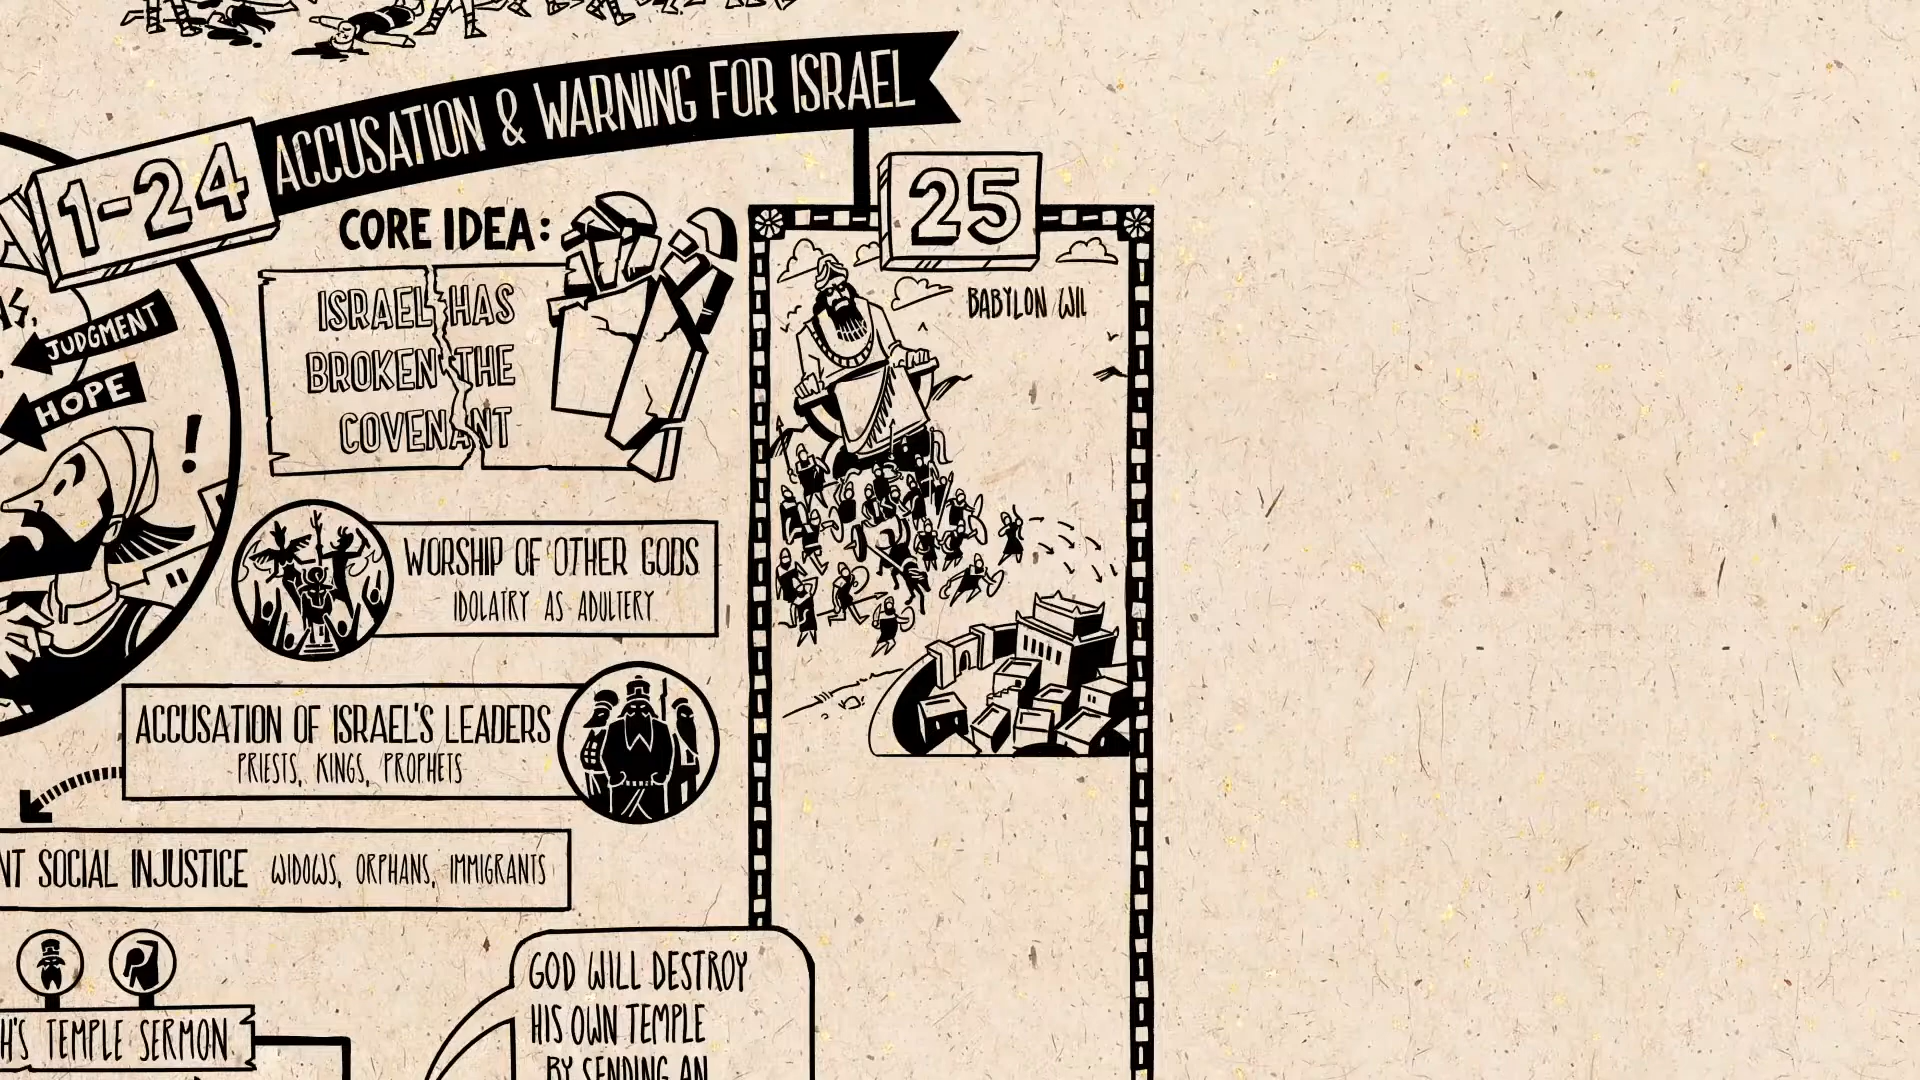 ACCUSATION & WARNING FOR ISRAEL
1-24
CORE IDEA:
ISRAEL HAS
BROKEN THE
COVENANT
JUDGMENT
HOPE
!
WORSHIP OF OTHER GODS
IDOLATRY AS ADULTERY
ACCUSATION OF ISRAEL'S LEADERS
PRIESTS, KINGS, PROPHETS
NT SOCIAL INJUSTICE WIDOWS, ORPHANS, IMMIGRANTS
H'S TEMPLE SERMON
GOD WILL DESTROY
HIS OWN TEMPLE
BY SENDING AN
25
BABYLON WIL